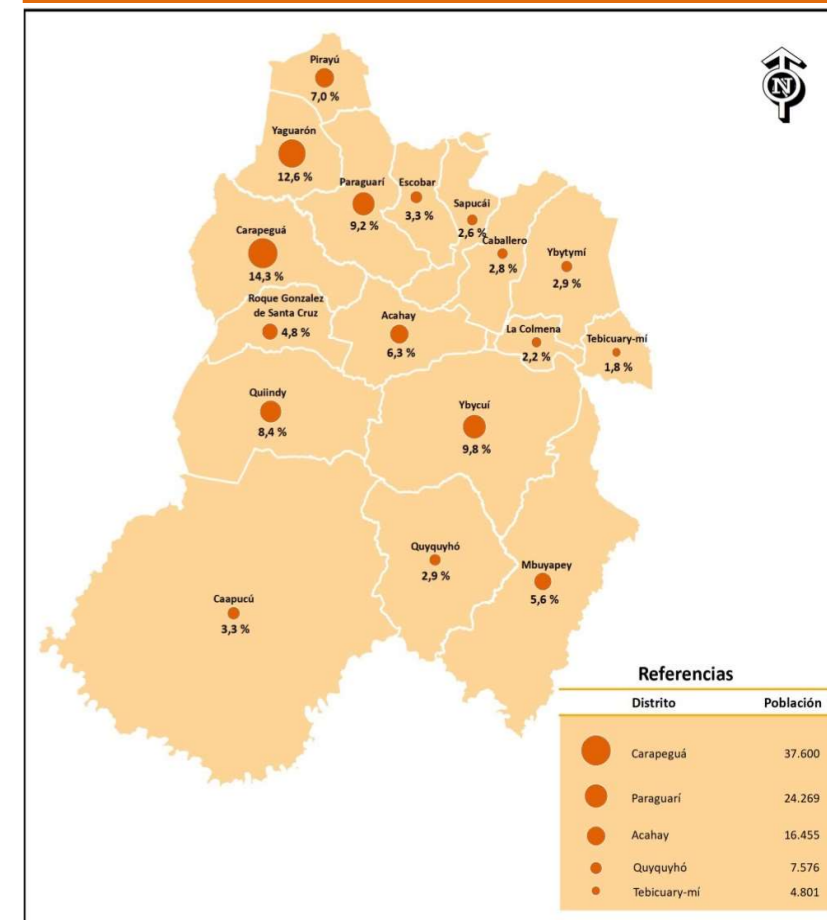 N
Pirayú
7,0 %
Yaguarón
12,6 %
Paraguarí
9,2 %
Escobar
3,3 %
Sapucái
2,6 %
Caballero
2,8 %
Ybytymí
2,9 %
Carapeguá
14,3 %
Roque Gonzalez
de Santa Cruz
4,8 %
Acahay
6,3 %
La Colmena
2,2 %
Tebicuary-mí
1,8 %
Quiindy
8,4 %
Ybycuí
9,8 %
Quyquyhó
2,9 %
Mbuyapey
5,6 %
Caapucú
3,3 %
Referencias
Distrito Población
Carapeguá 37.600
Paraguarí 24.269
Acahay 16.455
Quyquyhó 7.576
Tebicuary-mí 4.801